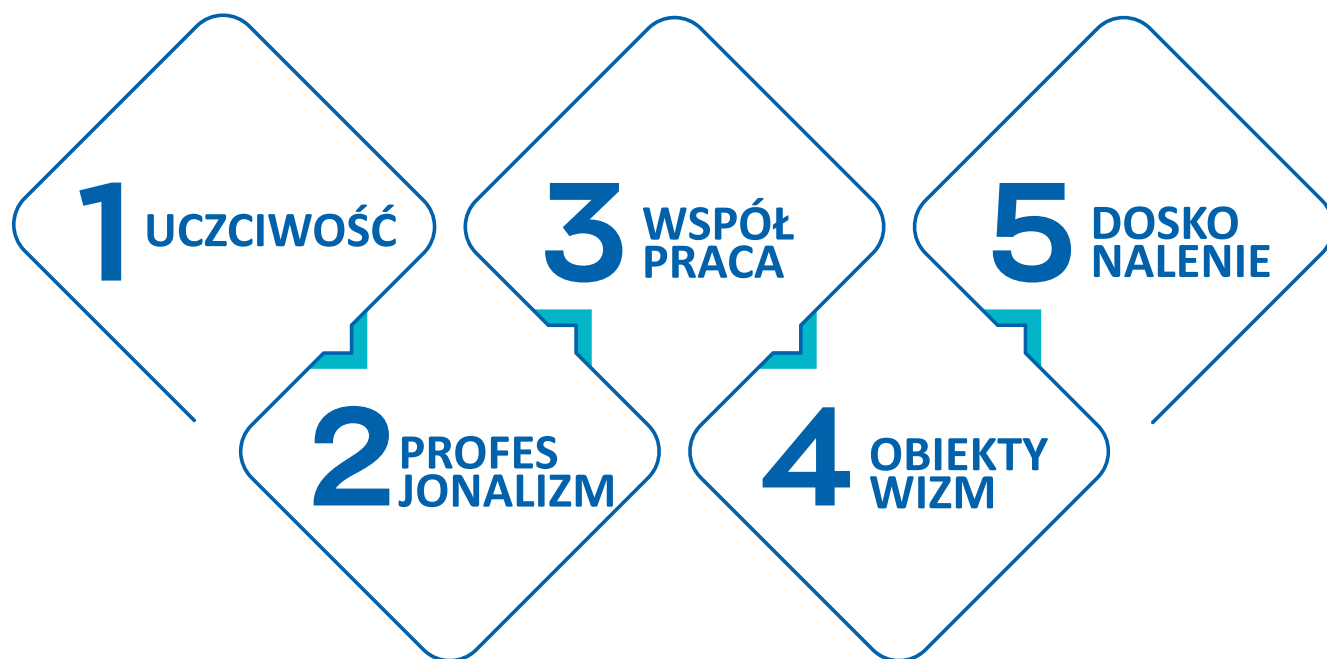 1 UCZCIWOŚĆ
2 PROFES
JONALIZM
3 WSPÓŁ
PRACA
4 OBIEKTY
WIZM
5 DOSKO
NALENIE